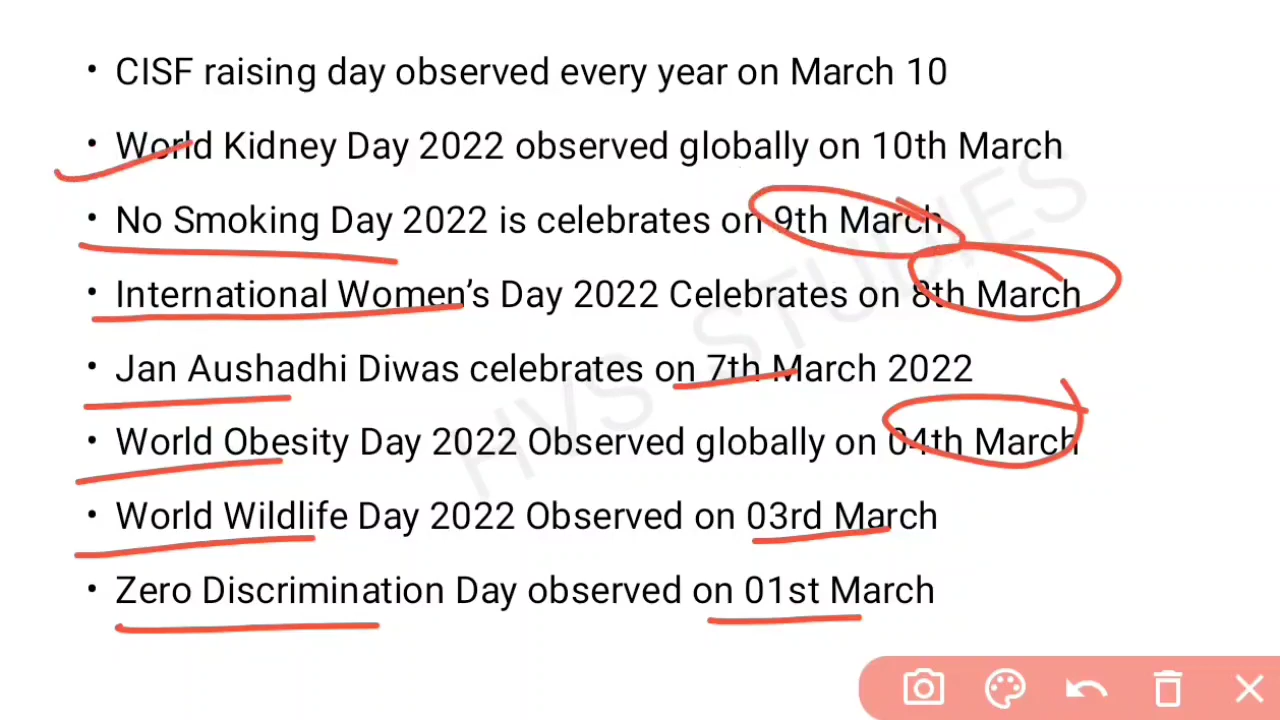 • CISF raising day observed every year on March 10
• World Kidney Day 2022 observed globally on 10th March
• No Smoking Day 2022 is celebrates on 9th March
• International Women’s Day 2022 Celebrates on 8th March
• Jan Aushadhi Diwas celebrates on 7th March 2022
• World Obesity Day 2022 Observed globally on 04th March
• World Wildlife Day 2022 Observed on 03rd March
• Zero Discrimination Day observed on 01st March
HVS STUDIES